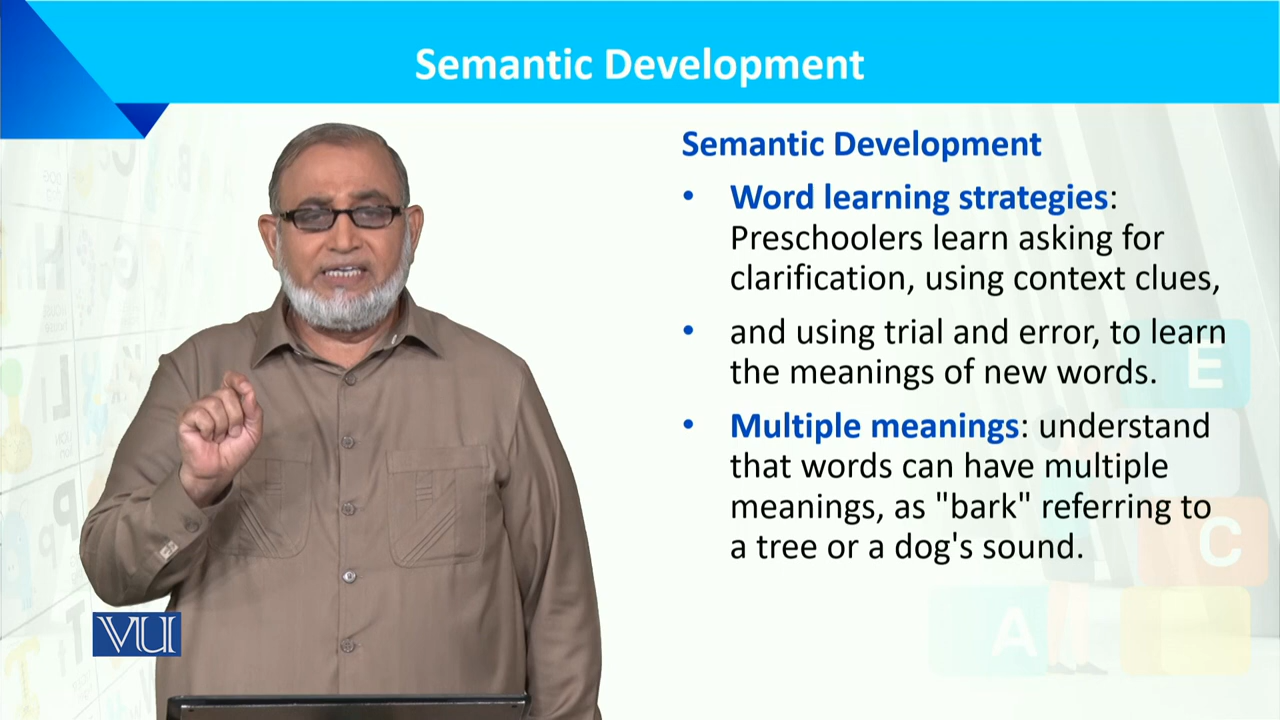 Semantic Development
Semantic Development
• Word learning strategies:
Preschoolers learn asking for
clarification, using context clues,
• and using trial and error, to learn
the meanings of new words.
• Multiple meanings: understand
that words can have multiple
meanings, as "bark" referring to
a tree or a dog's sound.
VU
E
C
A